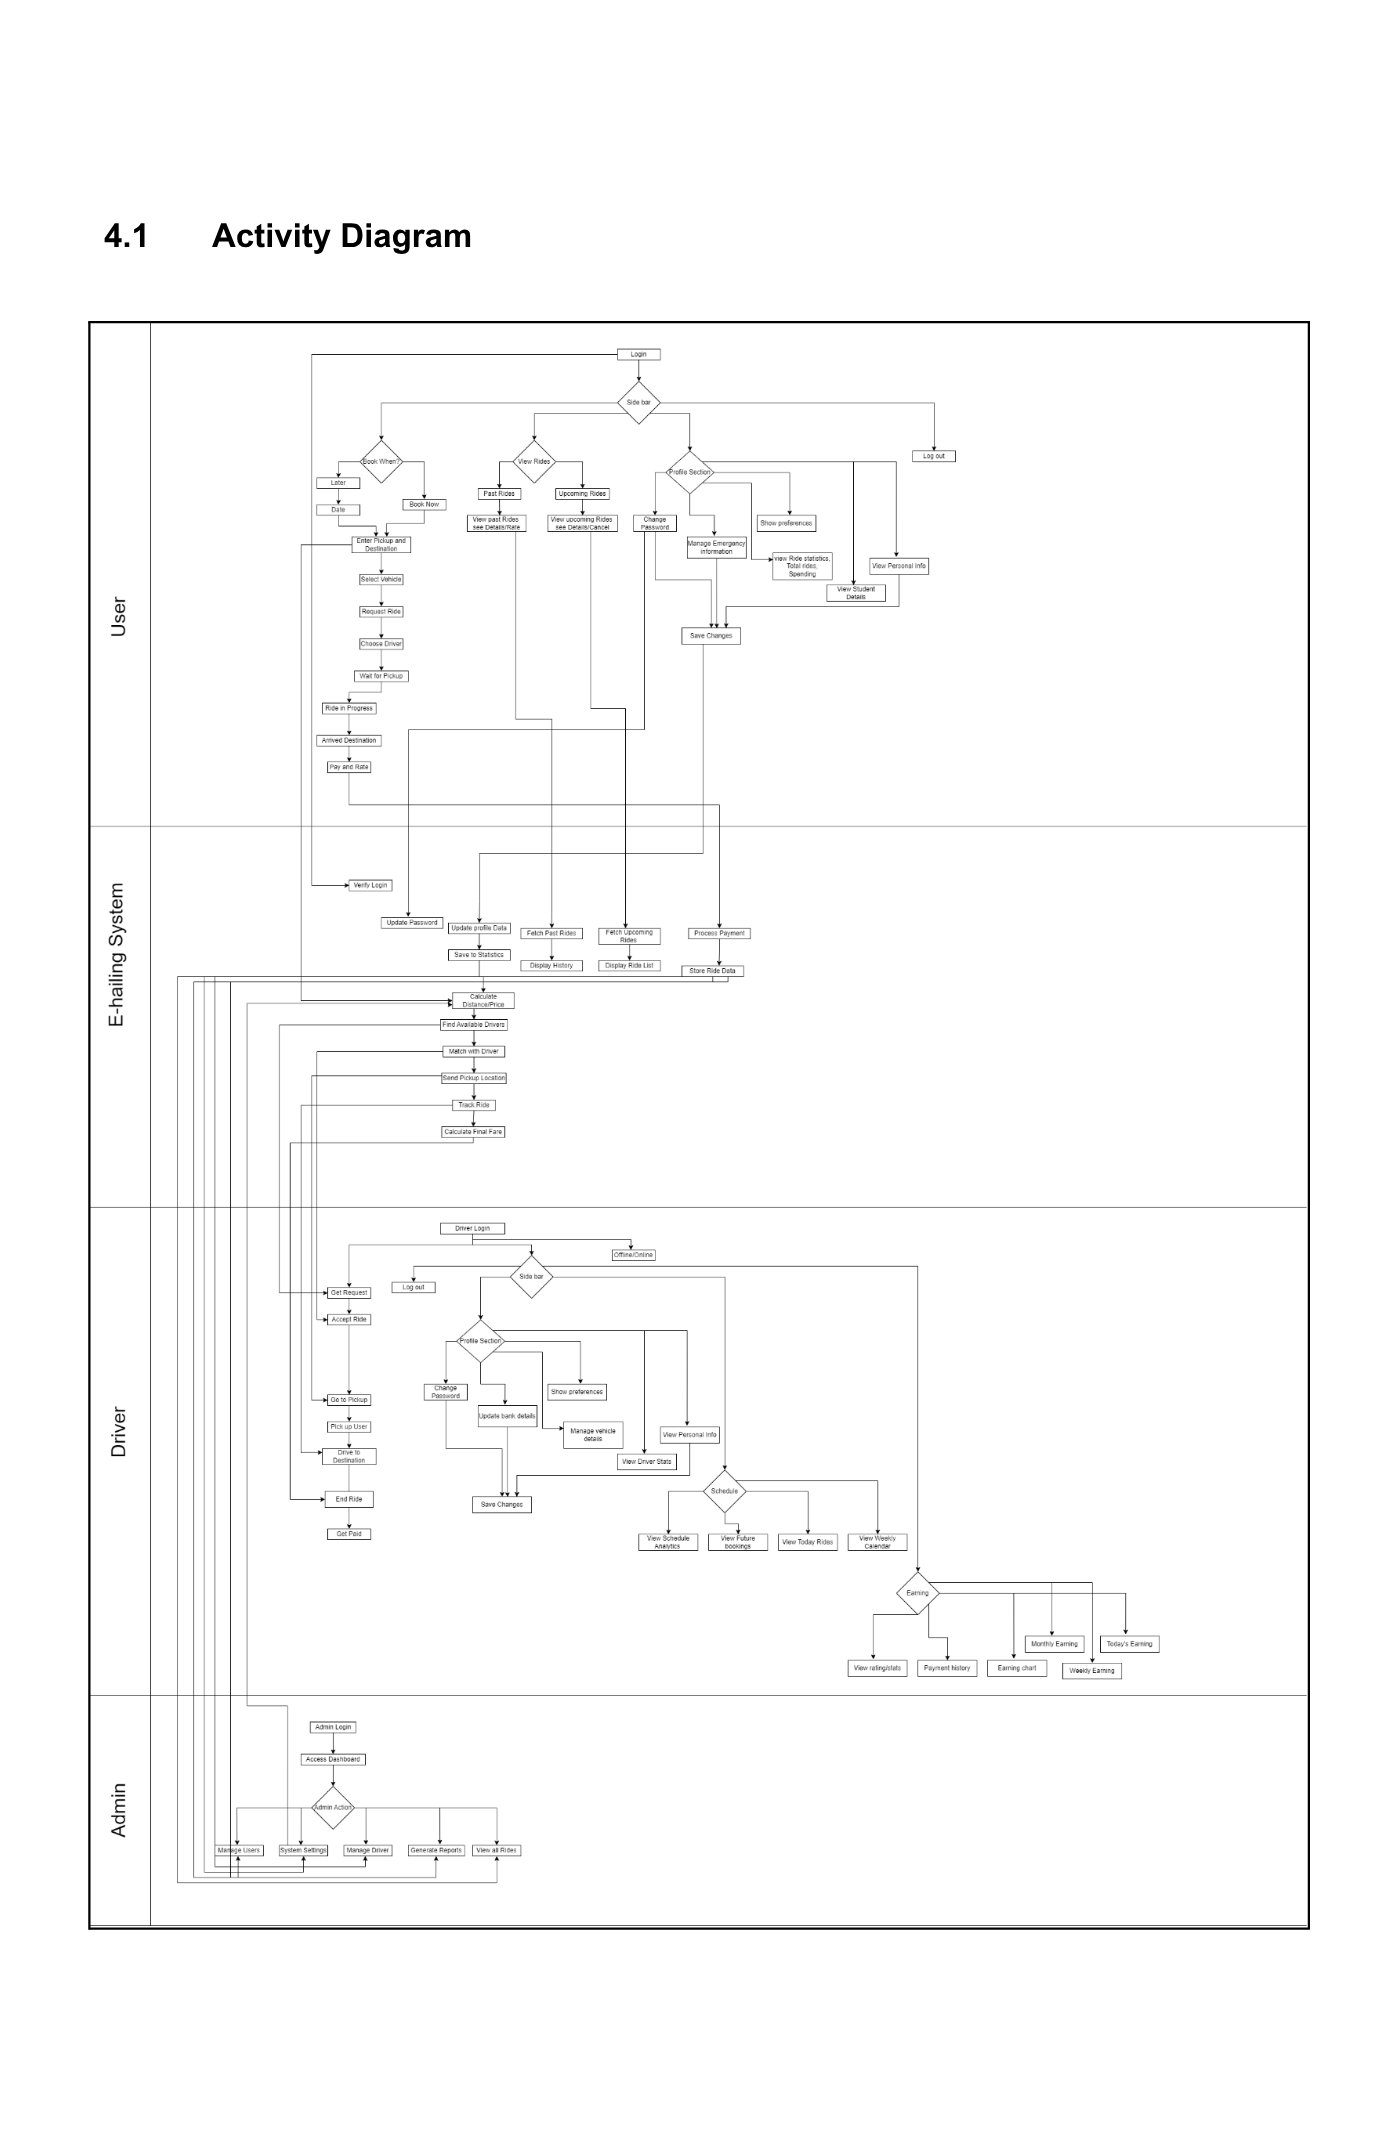 4.1 Activity Diagram
User
Login
Side bar
Book When?
View Rides
Profile Section
Log out
Later
Date
Book Now
Past Rides
Upcoming Rides
View past Rides
see Details/Rate
View upcoming Rides
see Details/Cancel
Change
Password
Show preferences
Manage Emergency
information
view Ride statistics,
Total rides,
Spending
View Student
Details
View Personal Info
Enter Pickup and
Destination
Select Vehicle
Request Ride
Choose Driver
Save Changes
Wait for Pickup
Ride in Progress
Arrived Destination
Pay and Rate
E-hailing System
Verify Login
Update Password
Update profile Data
Fetch Past Rides
Fetch Upcoming
Rides
Process Payment
Save to Statistics
Display History
Display Ride List
Store Ride Data
Calculate
Distance/Price
Find Available Drivers
Match with Driver
Send Pickup Location
Track Ride
Calculate Final Fare
Driver
Driver Login
Offline/Online
Side bar
Log out
Get Request
Accept Ride
Profile Section
Change
Password
Show preferences
Update bank details
Manage vehicle
details
View Driver Stats
View Personal Info
Go to Pickup
Pick up User
Drive to
Destination
End Ride
Get Paid
Save Changes
Schedule
View Schedule
Analytics
View Future
bookings
View Today Rides
View Weekly
Calendar
Earning
View rating/stats
Payment history
Earning chart
Monthly Earning
Weekly Earning
Today's Earning
Admin
Admin Login
Access Dashboard
Admin Action
Manage Users
System Settings
Manage Driver
Generate Reports
View all Rides